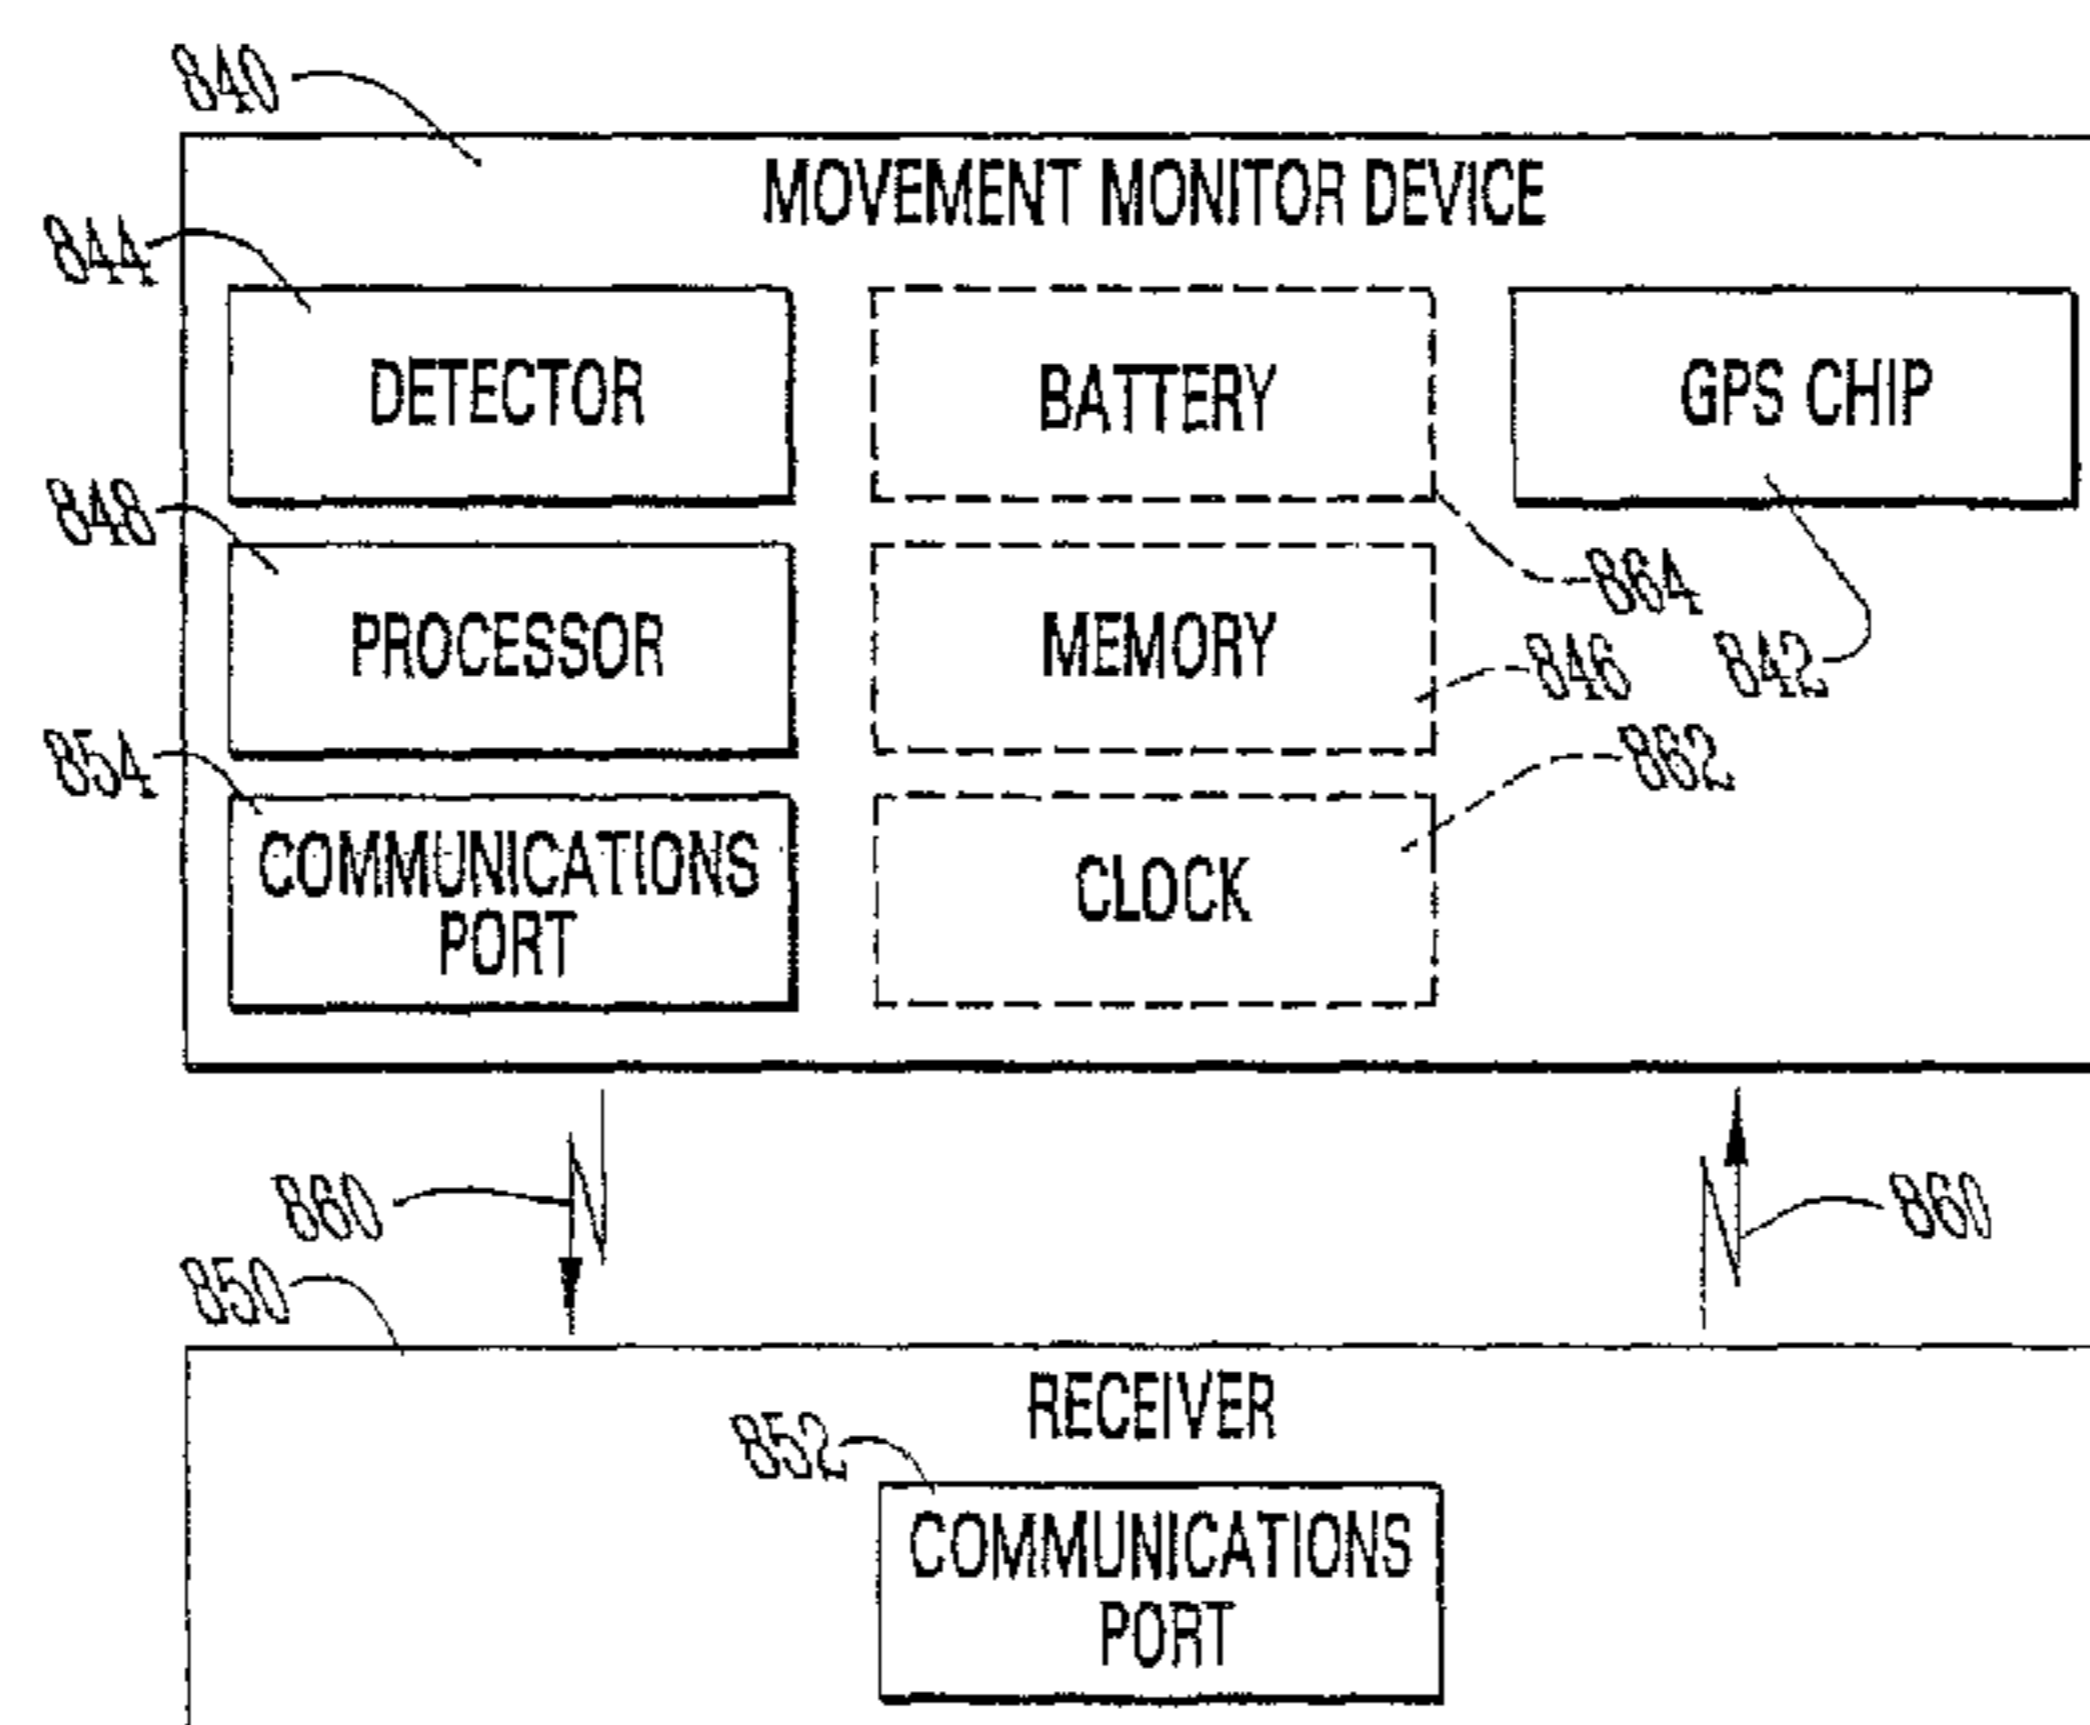 840
MOVEMENT MONITOR DEVICE
844
DETECTOR
BATTERY
GPS CHIP
848
864
PROCESSOR
MEMORY
846
842
854
862
COMMUNICATIONS
PORT
CLOCK
860
860
850
RECEIVER
852
COMMUNICATIONS
PORT